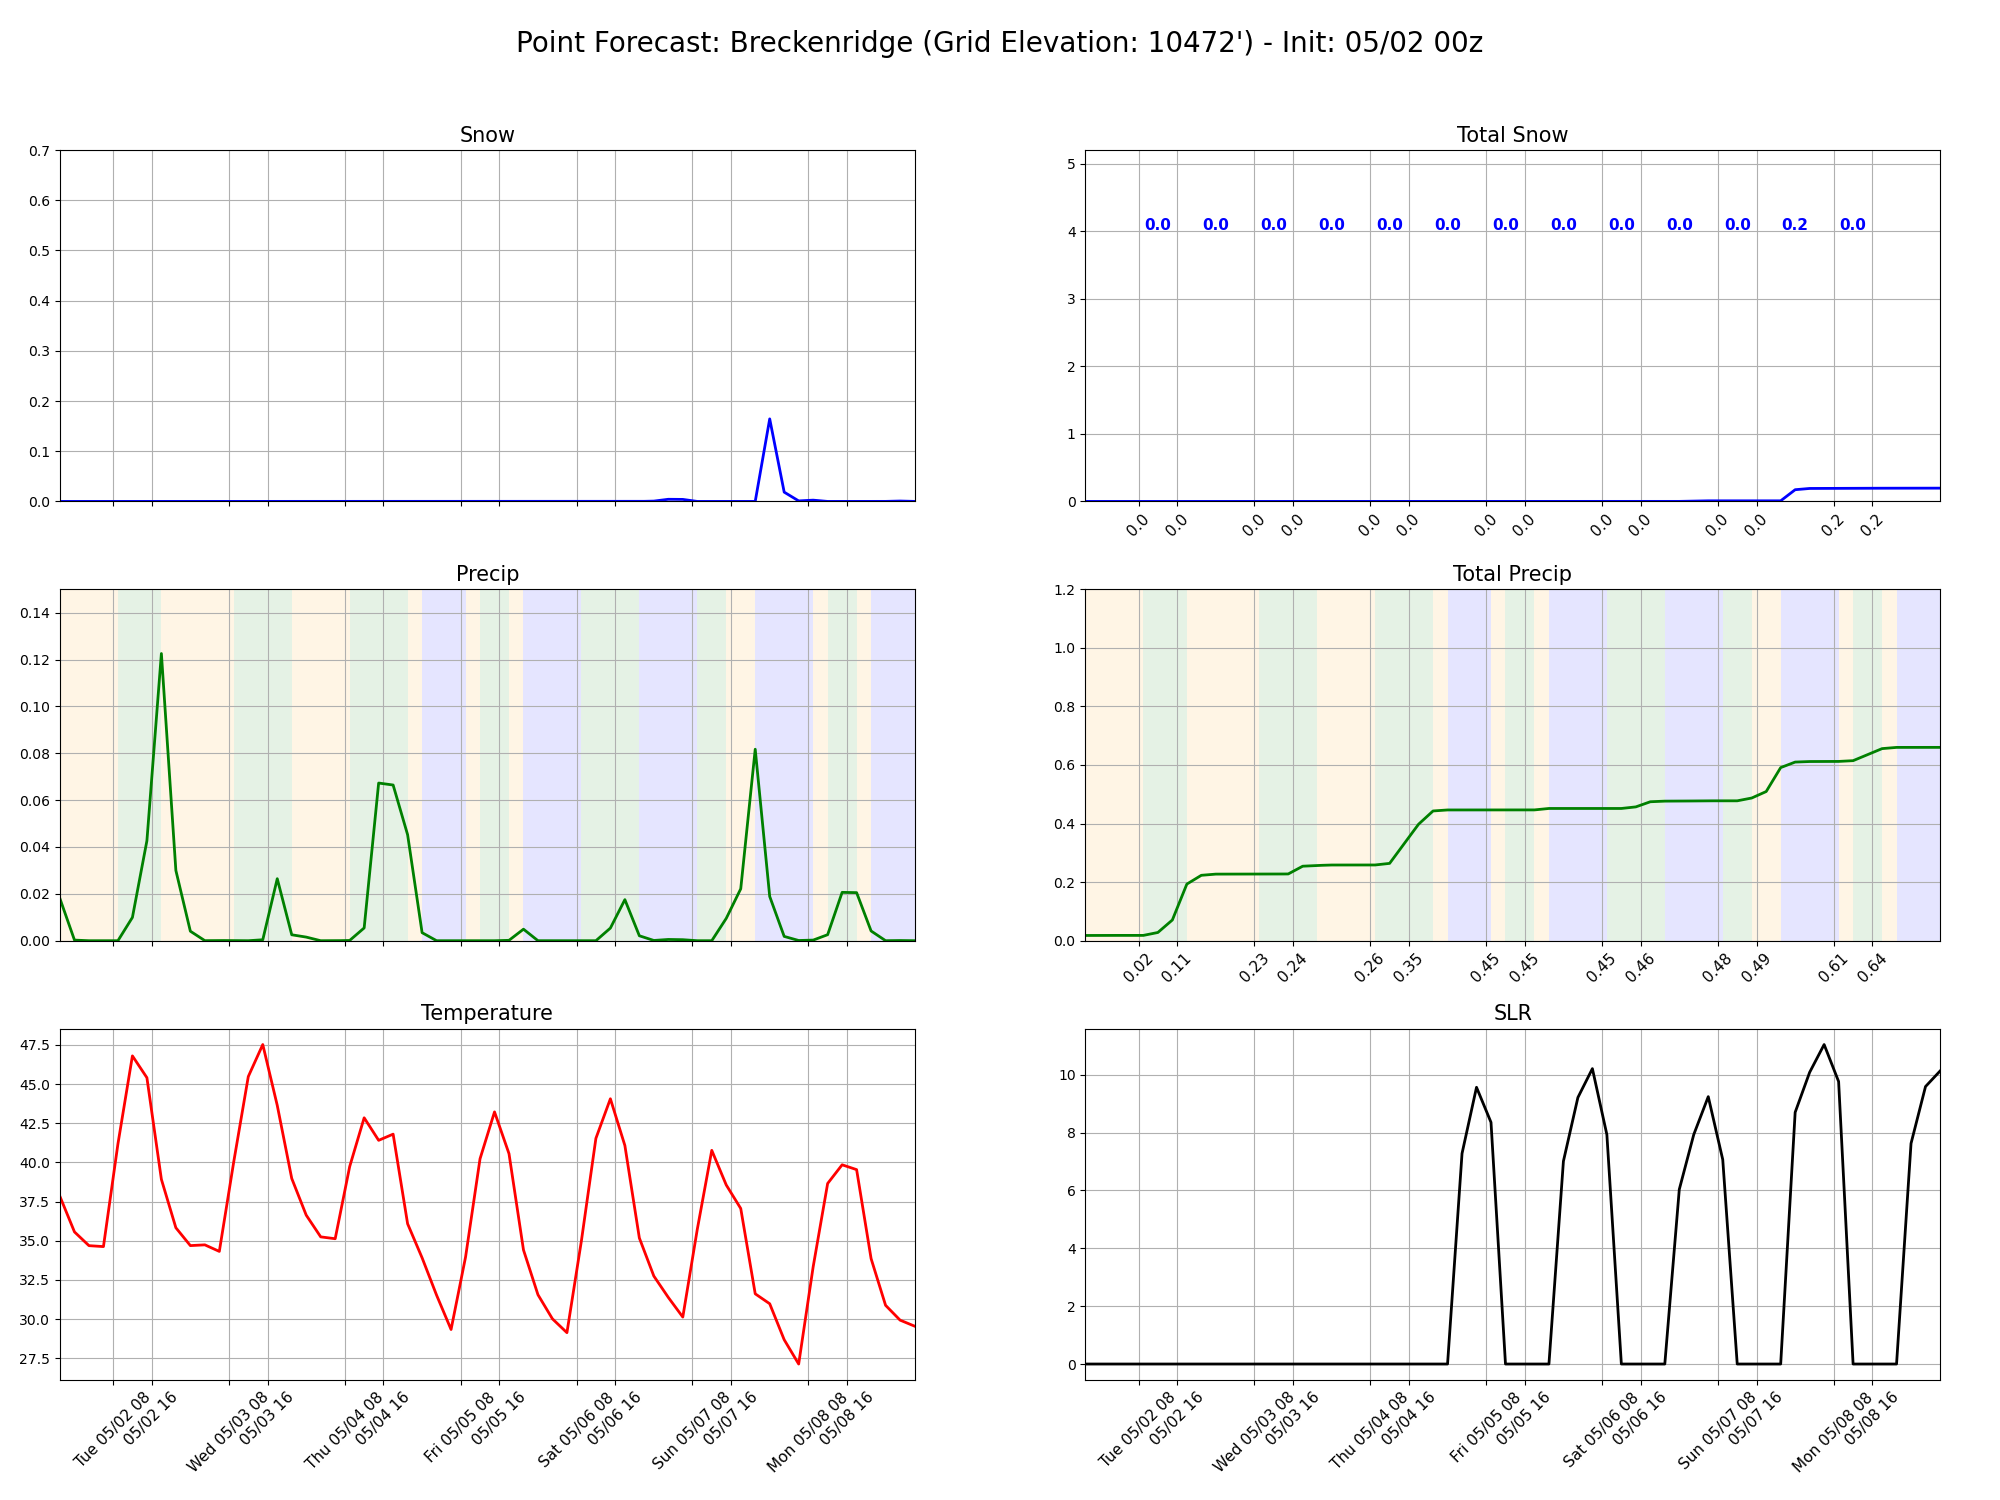 Point Forecast: Breckenridge (Grid Elevation: 10472') - Init: 05/02 00z
Snow
0.7
0.6
0.5
0.4
0.3
0.2
0.1
0.0
Total Snow
5
4
3
2
1
0
0.0 0.0 0.0 0.0 0.0 0.0 0.0 0.0 0.0 0.0 0.0 0.2 0.0
0.0 0.0 0.0 0.0 0.0 0.0 0.0 0.0 0.0 0.0 0.0 0.0 0.2 0.2
Precip
0.14
0.12
0.10
0.08
0.06
0.04
0.02
0.00
Total Precip
1.2
1.0
0.8
0.6
0.4
0.2
0.0
0.02 0.11 0.23 0.24 0.26 0.35 0.45 0.45 0.45 0.46 0.48 0.49 0.61 0.64
Temperature
47.5
45.0
42.5
40.0
37.5
35.0
32.5
30.0
27.5
Tue 05/02 08
05/02 16
Wed 05/03 08
05/03 16
Thu 05/04 08
05/04 16
Fri 05/05 08
05/05 16
Sat 05/06 08
05/06 16
Sun 05/07 08
05/07 16
Mon 05/08 08
05/08 16
SLR
10
8
6
4
2
0
Tue 05/02 08
05/02 16
Wed 05/03 08
05/03 16
Thu 05/04 08
05/04 16
Fri 05/05 08
05/05 16
Sat 05/06 08
05/06 16
Sun 05/07 08
05/07 16
Mon 05/08 08
05/08 16